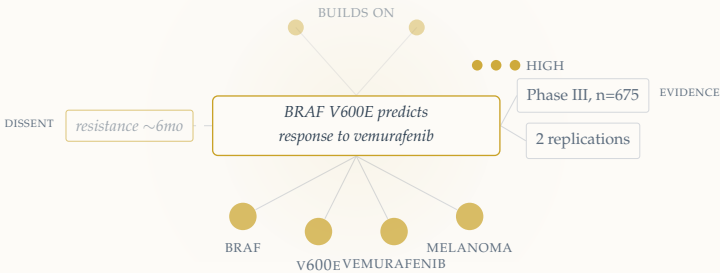 BUILDS ON
HIGH
Phase III, n=675
EVIDENCE
BRAF V600E predicts
response to vemurafenib
DISSENT
resistance ~6mo
2 replications
BRAF
V600E
VEMURAFENIB
MELANOMA